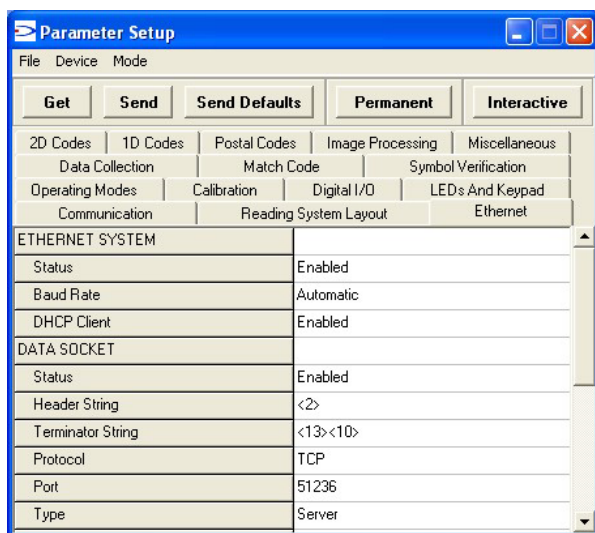 Parameter Setup
File Device Mode
Get Send Send Defaults Permanent Interactive
2D Codes 1D Codes Postal Codes Image Processing Miscellaneous
Data Collection Match Code Symbol Verification
Operating Modes Calibration Digital I/O LEDs And Keypad
Communication Reading System Layout Ethernet
ETHERNET SYSTEM
Status Enabled
Baud Rate Automatic
DHCP Client Enabled
DATA SOCKET
Status Enabled
Header String <2>
Terminator String <13><10>
Protocol TCP
Port 51236
Type Server